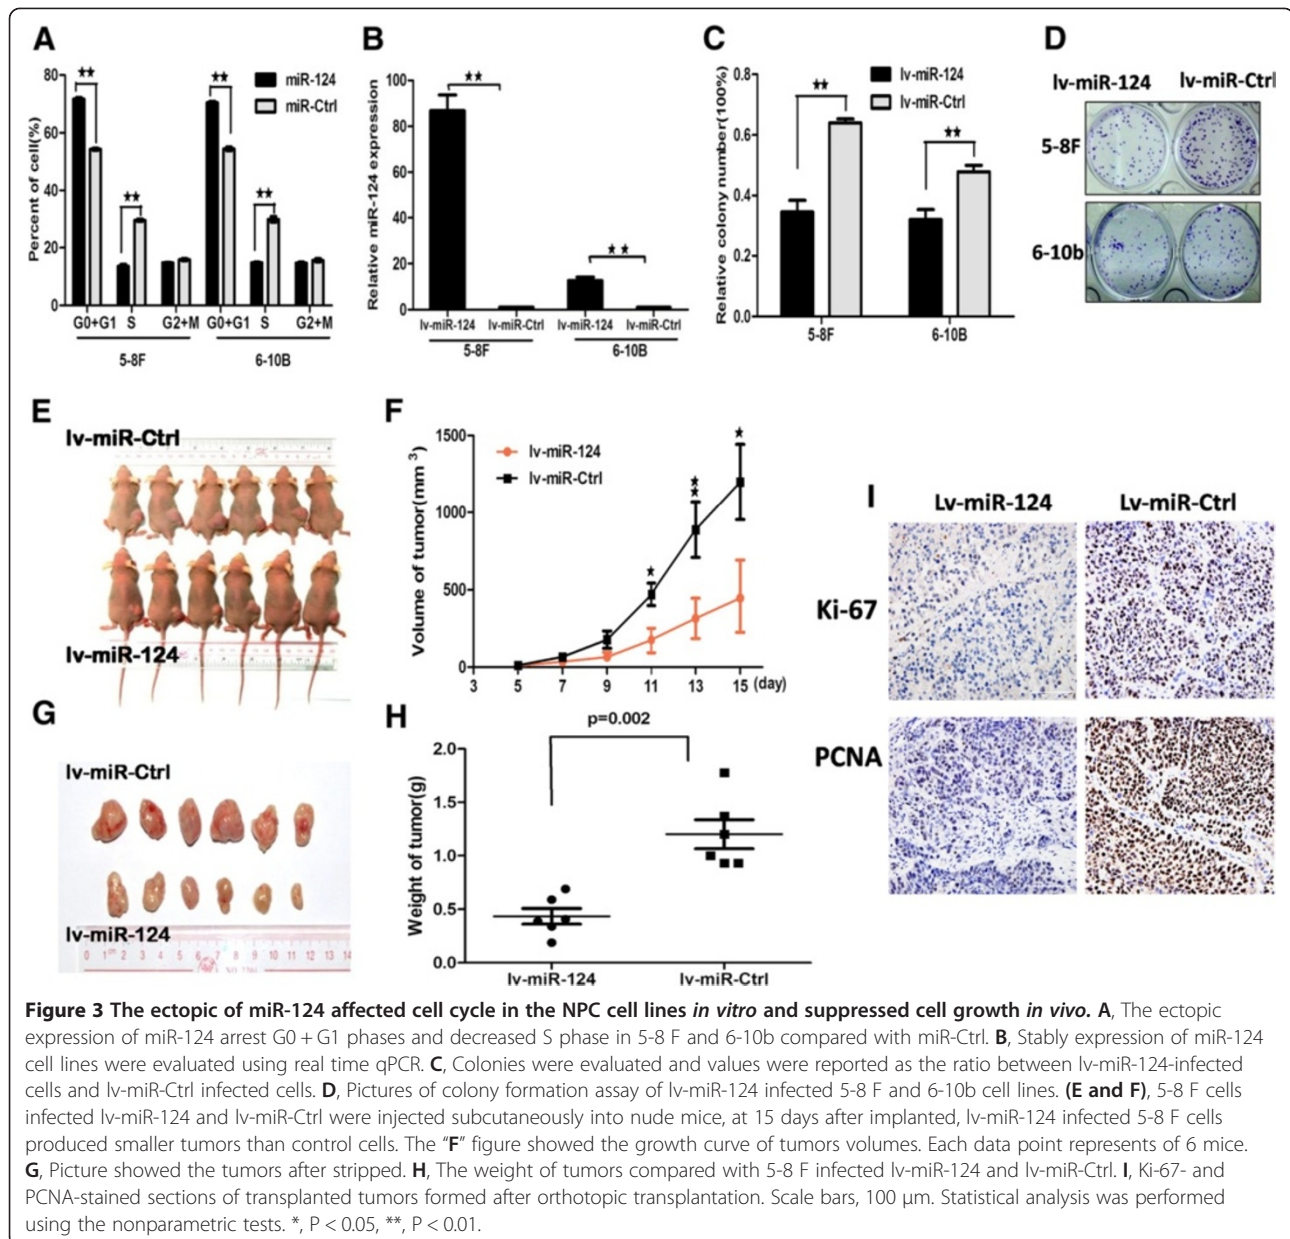 A
80
60
40
20
0
Percent of cell(%)
★★
★★
★★
★★
miR-124
miR-Ctrl
G0+G1 S G2+M G0+G1 S G2+M
5-8F 6-10B
B
100
80
60
40
20
0
Relative miR-124 expression
★★
★★
lv-miR-124 lv-miR-Ctrl lv-miR-124 lv-miR-Ctrl
5-8F 6-10B
C
0.8
0.6
0.4
0.2
0.0
Relative colony number(100%)
lv-miR-124
lv-miR-Ctrl
★★
★★
5-8F 6-10B
D
lv-miR-124 lv-miR-Ctrl
5-8F
6-10b
E
lv-miR-Ctrl
lv-miR-124
F
1500
1000
500
0
Volume of tumor(mm 3)
lv-miR-124
lv-miR-Ctrl
★
★
★
★
3 5 7 9 11 13 15 (day)
G
lv-miR-Ctrl
lv-miR-124
0 1 cm 2 3 4 5 6 7 8 9 10 11 12 13 14
H
p=0.002
2.0
1.5
1.0
0.5
0.0
Weight of tumor(g)
lv-miR-124 lv-miR-Ctrl
I
Lv-miR-124 Lv-miR-Ctrl
Ki-67
PCNA
Figure 3 The ectopic of miR-124 affected cell cycle in the NPC cell lines in vitro and suppressed cell growth in vivo. A, The ectopic
expression of miR-124 arrest G0 + G1 phases and decreased S phase in 5-8 F and 6-10b compared with miR-Ctrl. B, Stably expression of miR-124
cell lines were evaluated using real time qPCR. C, Colonies were evaluated and values were reported as the ratio between lv-miR-124-infected
cells and lv-miR-Ctrl infected cells. D, Pictures of colony formation assay of lv-miR-124 infected 5-8 F and 6-10b cell lines. (E and F), 5-8 F cells
infected lv-miR-124 and lv-miR-Ctrl were injected subcutaneously into nude mice, at 15 days after implanted, lv-miR-124 infected 5-8 F cells
produced smaller tumors than control cells. The “F” figure showed the growth curve of tumors volumes. Each data point represents of 6 mice.
G, Picture showed the tumors after stripped. H, The weight of tumors compared with 5-8 F infected lv-miR-124 and lv-miR-Ctrl. I, Ki-67- and
PCNA-stained sections of transplanted tumors formed after orthotopic transplantation. Scale bars, 100 μm. Statistical analysis was performed
using the nonparametric tests. *, P < 0.05, **, P < 0.01.